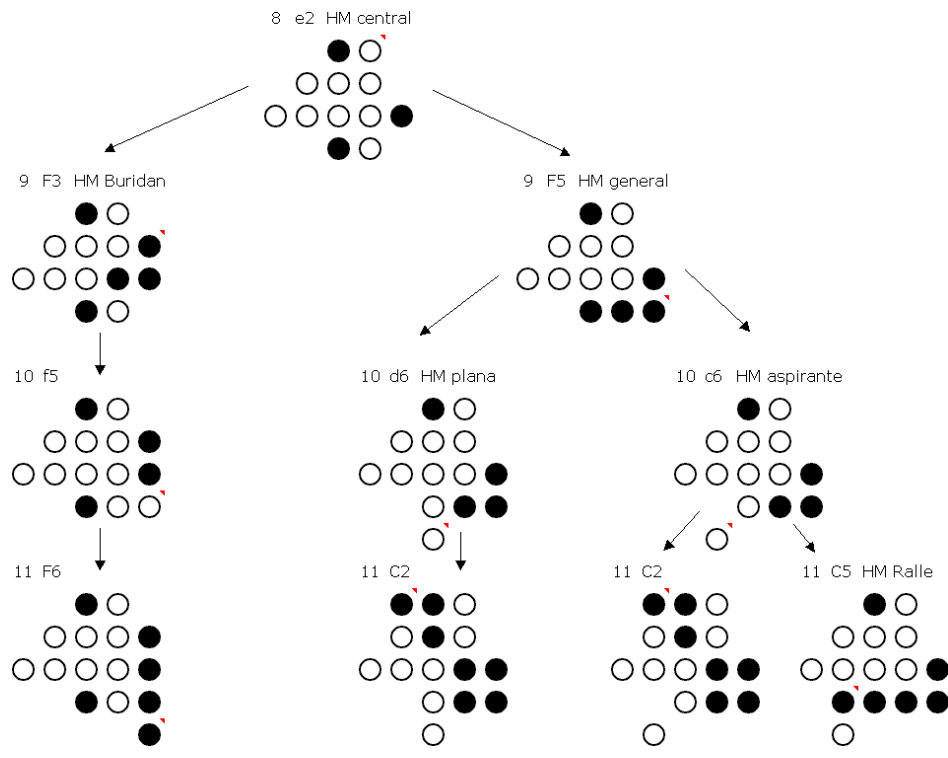 8 e2 HM central
9 F3 HM Buridan
9 F5 HM general
10 f5
10 d6 HM plana
10 c6 HM aspirante
11 F6
11 C2
11 C2
11 C5 HM Ralle